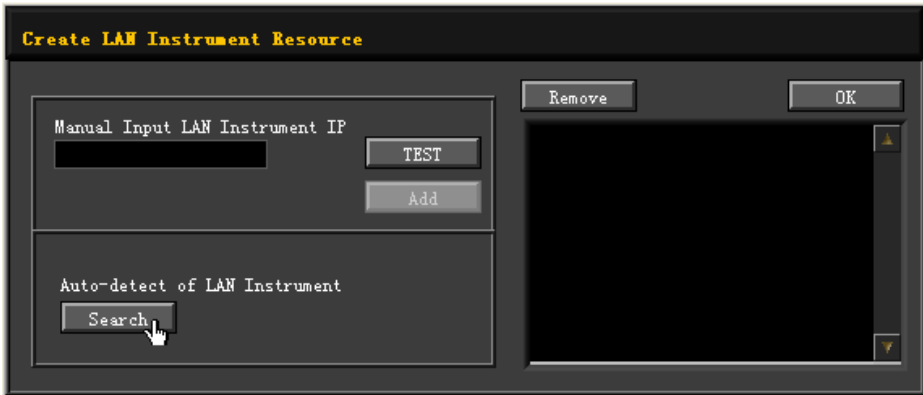 Create LAN Instrument Resource
Remove
OK
Manual Input LAN Instrument IP
TEST
Add
Auto-detect of LAN Instrument
Search